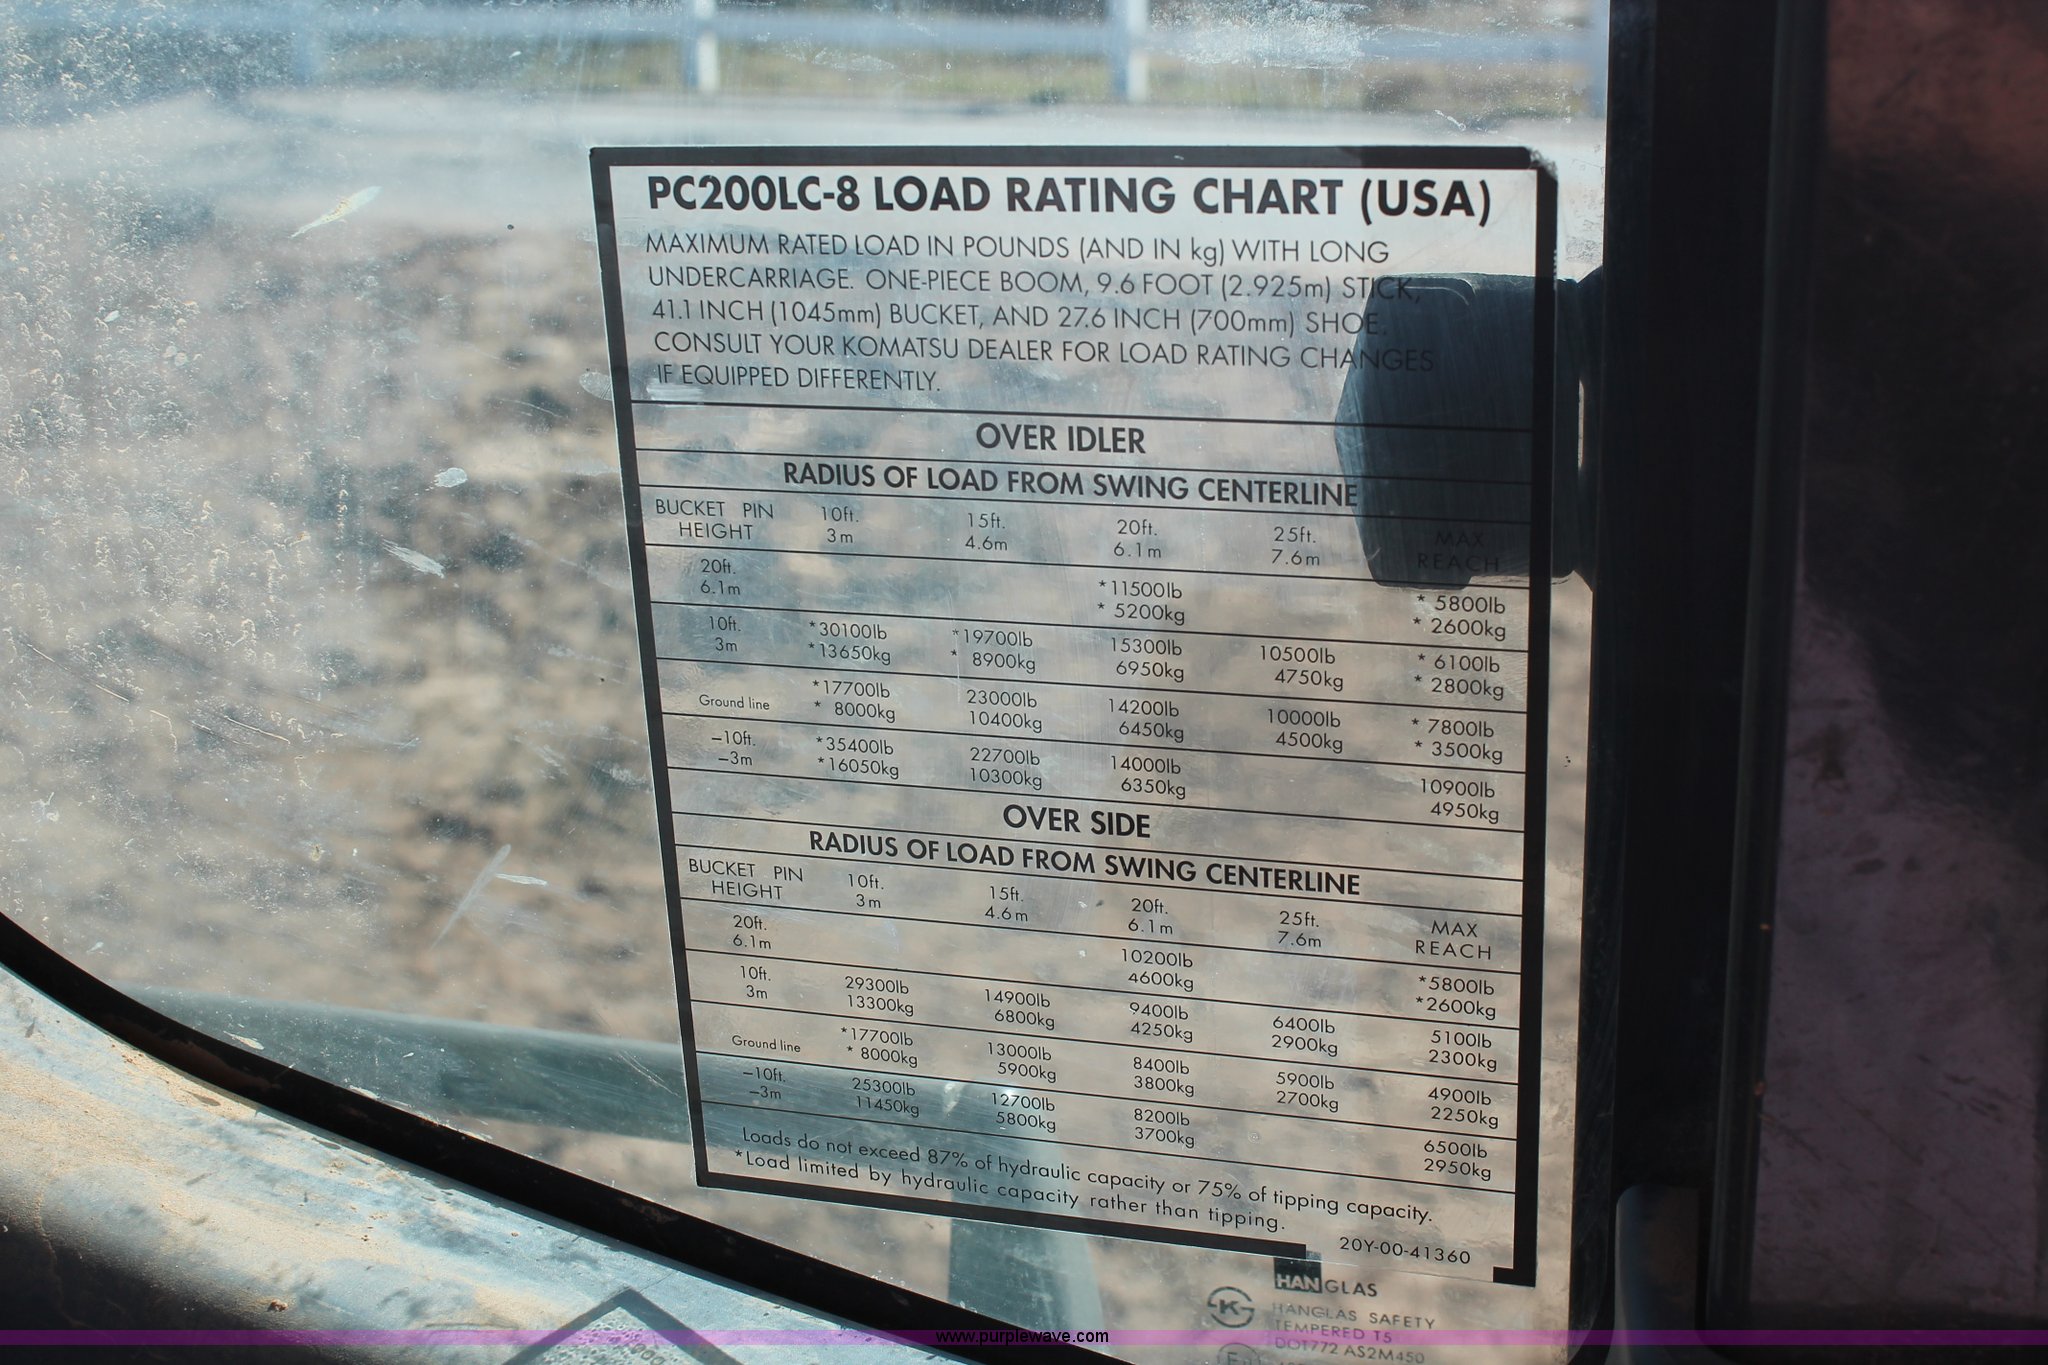 PC200LC-8 LOAD RATING CHART (USA)
MAXIMUM RATED LOAD IN POUNDS (AND IN kg) WITH LONG
UNDERCARRIAGE. ONE-PIECE BOOM, 9.6 FOOT (2.925m) STICK,
41.1 INCH (1045mm) BUCKET, AND 27.6 INCH (700mm) SHOE.
CONSULT YOUR KOMATSU DEALER FOR LOAD RATING CHANGES
IF EQUIPPED DIFFERENTLY.
OVER IDLER
RADIUS OF LOAD FROM SWING CENTERLINE
BUCKET PIN 10ft. 15ft. 20ft. 25ft. MAX
HEIGHT 3m 4.6m 6.1m 7.6m REACH
20ft. *11500lb * 5800lb
6.1m * 5200kg * 2600kg
10ft. *30100lb *19700lb 15300lb 10500lb * 6100lb
3m *13650kg * 8900kg 6950kg 4750kg * 2800kg
*17700lb 23000lb 14200lb 10000lb * 7800lb
Ground line * 8000kg 10400kg 6450kg 4500kg * 3500kg
–10ft. *35400lb 22700lb 14000lb 10900lb
–3m *16050kg 10300kg 6350kg 4950kg
OVER SIDE
RADIUS OF LOAD FROM SWING CENTERLINE
BUCKET PIN 10ft. 15ft. 20ft. 25ft. MAX
HEIGHT 3m 4.6m 6.1m 7.6m REACH
20ft. 10200lb *5800lb
6.1m 4600kg *2600kg
10ft. 29300lb 14900lb 9400lb 6400lb 5100lb
3m 13300kg 6800kg 4250kg 2900kg 2300kg
*17700lb 13000lb 8400lb 5900lb 4900lb
Ground line * 8000kg 5900kg 3800kg 2700kg 2250kg
–10ft. 25300lb 12700lb 8200lb 6500lb
–3m 11450kg 5800kg 3700kg 2950kg
Loads do not exceed 87% of hydraulic capacity or 75% of tipping capacity.
*Load limited by hydraulic capacity rather than tipping.
20Y-00-41360
HANGLAS
K
HANGLAS SAFETY
TEMPERED T5
DOT772 AS2M450
www.purplewave.com